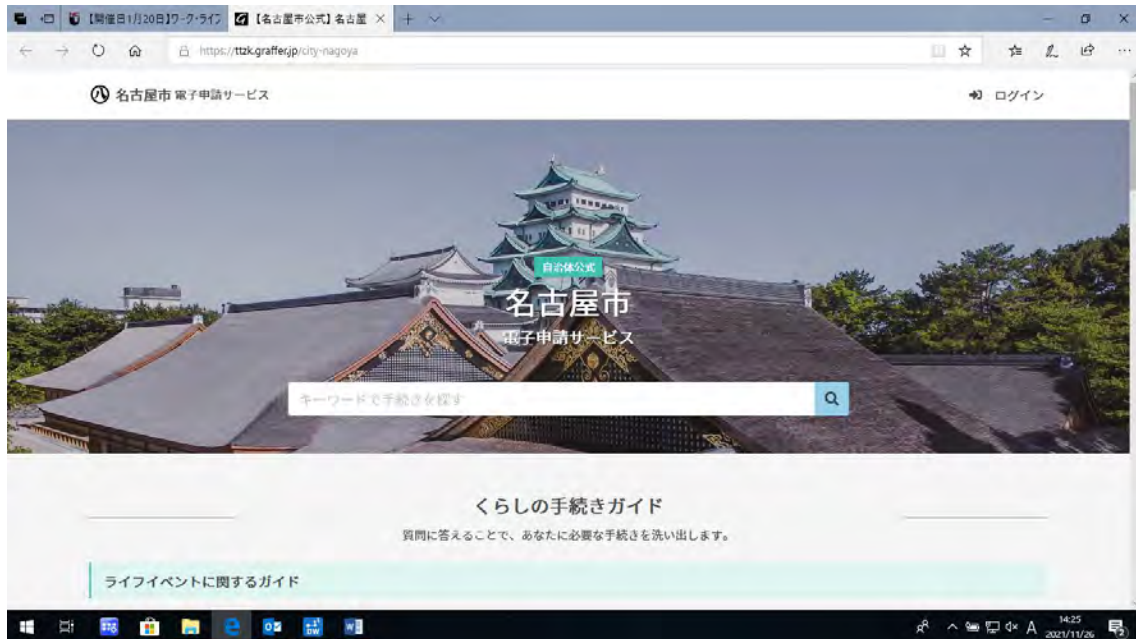 【開催日1月20日】ワーク・ライフ
【名古屋市公式】名古屋
https://ttzk.graffer.jp/city-nagoya
名古屋市 電子申請サービス
ログイン
自治体公式
名古屋市
電子申請サービス
キーワードで手続きを探す
くらしの手続きガイド
質問に答えることで、あなたに必要な手続きを洗い出します。
ライフイベントに関するガイド
A
14:25
2021/11/26